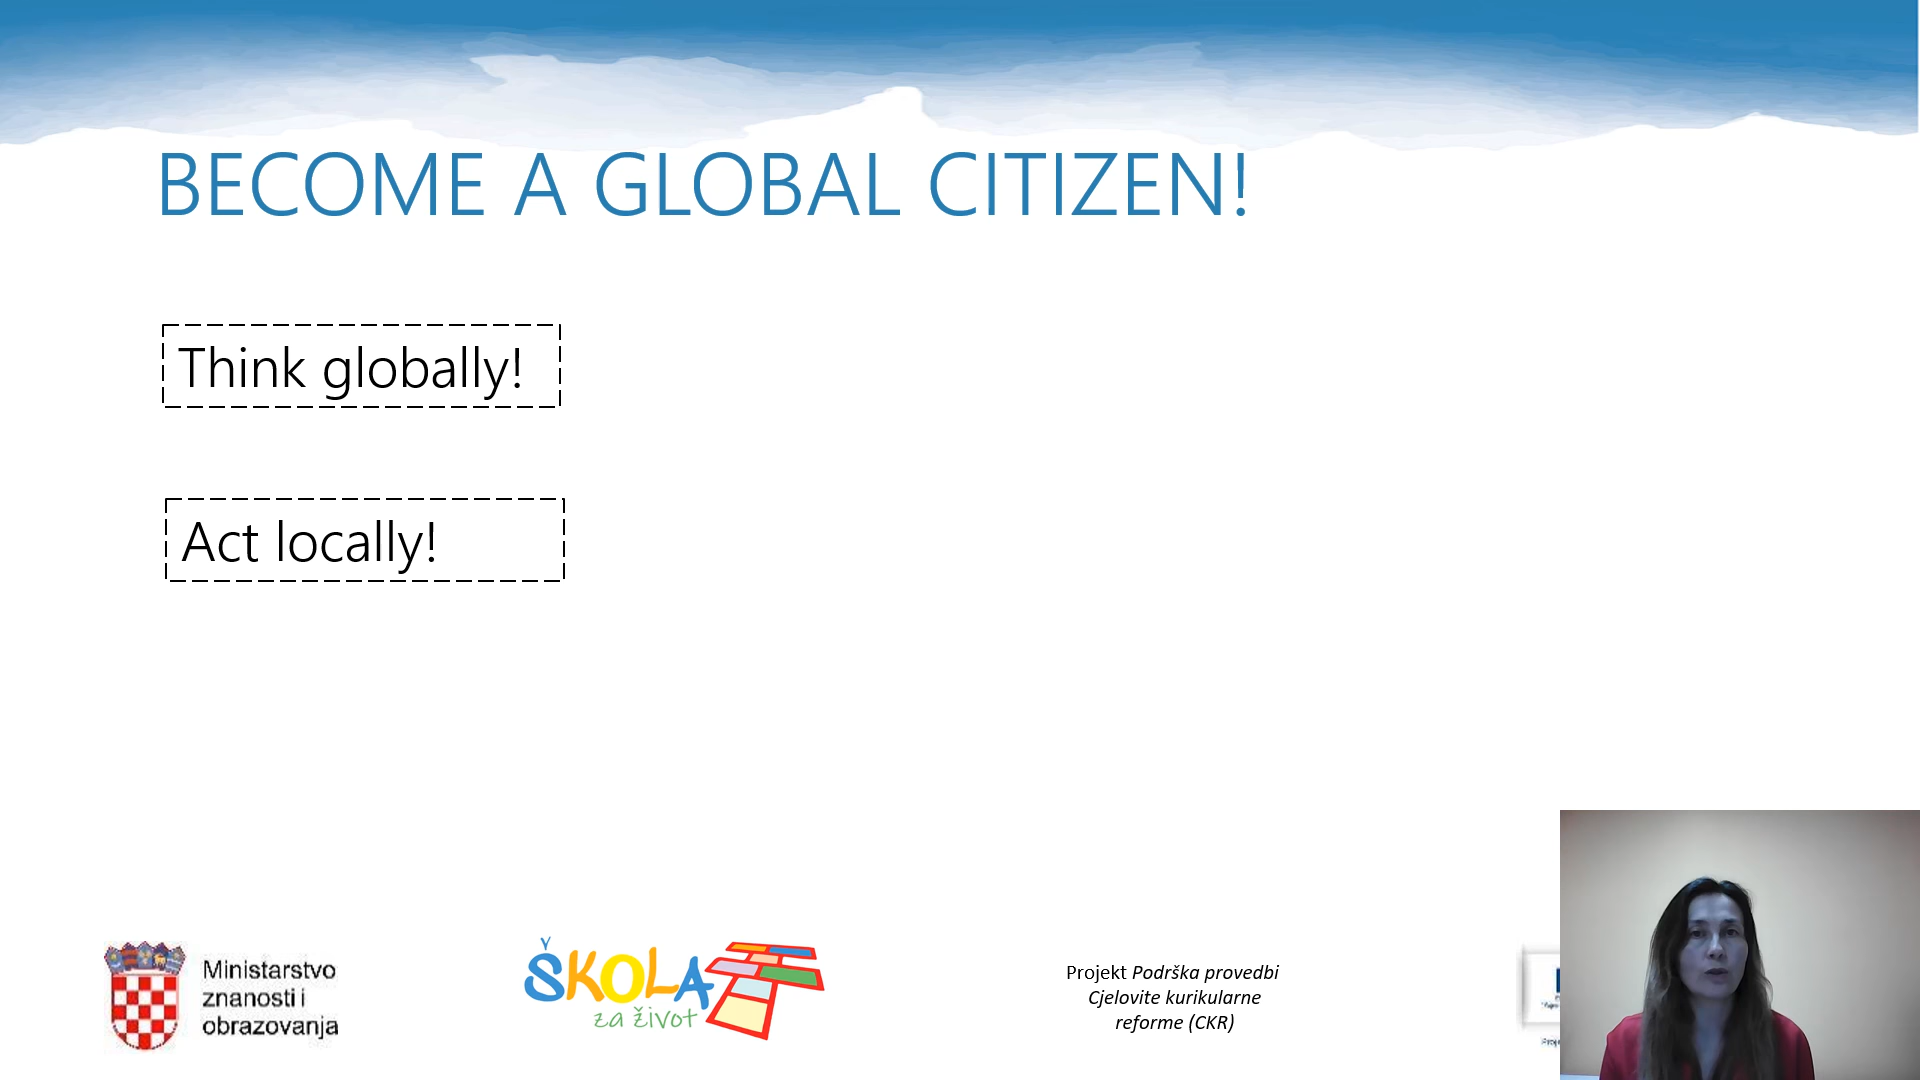 BECOME A GLOBAL CITIZEN!
Think globally!
Act locally!
Ministarstvo
znanosti i
obrazovanja
ŠKOLA
za život
Projekt Podrška provedbi
Cjelovite kurikularne
reforme (CKR)